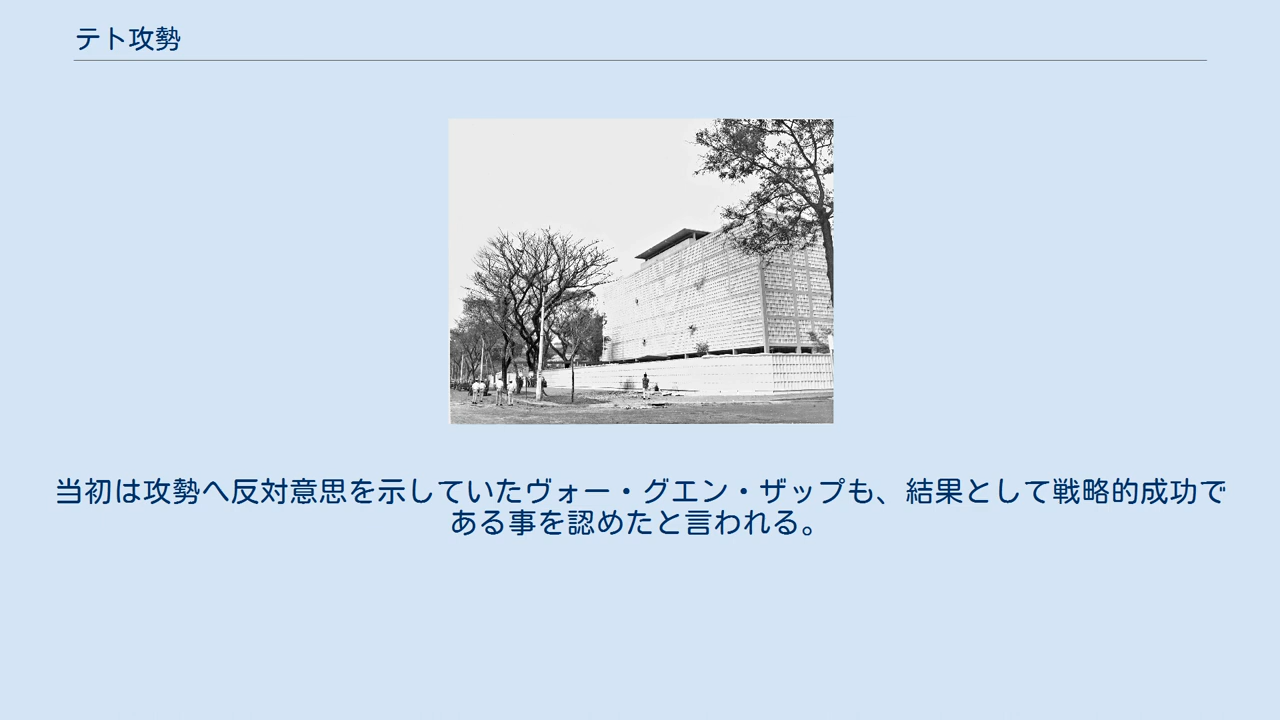 テト攻勢
当初は攻勢へ反対意思を示していたヴォー・グエン・ザップも、結果として戦略的成功で
ある事を認めたと言われる。